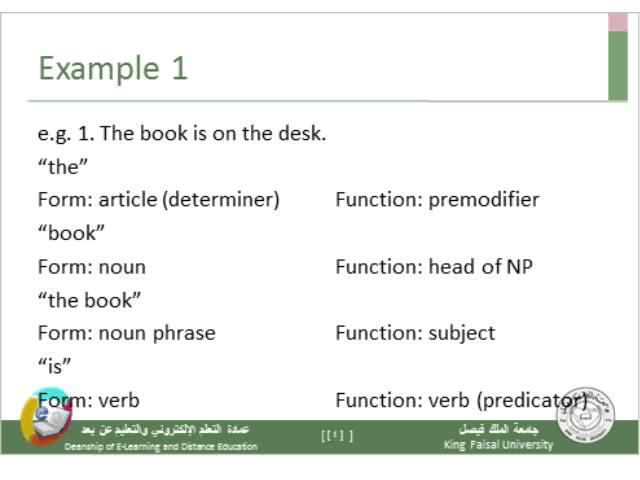 Example 1
e.g. 1. The book is on the desk.
“the”
Form: article (determiner) Function: premodifier
“book”
Form: noun Function: head of NP
“the book”
Form: noun phrase Function: subject
“is”
Form: verb Function: verb (predicator)
عمادة التعلم الإلكتروني والتعليم عن بعد
Deanship of E-Learning and Distance Education
جامعة الملك فيصل
King Faisal University